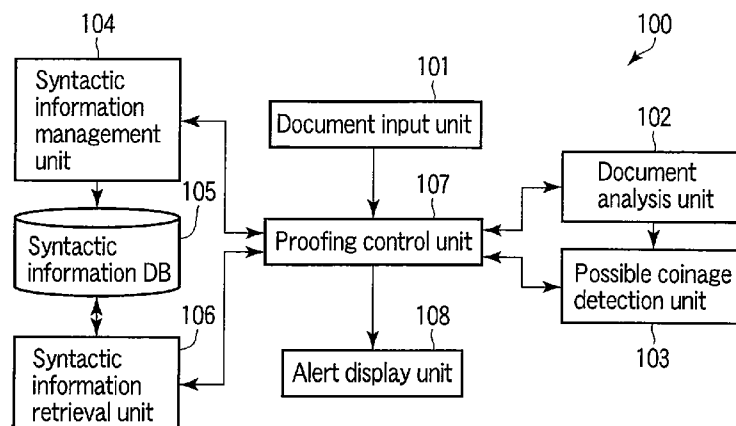 104
Syntactic
information
management
unit
105
Syntactic
information DB
106
Syntactic
information
retrieval unit
101
Document input unit
107
Proofing control unit
108
Alert display unit
100
102
Document
analysis unit
Possible coinage
detection unit
103